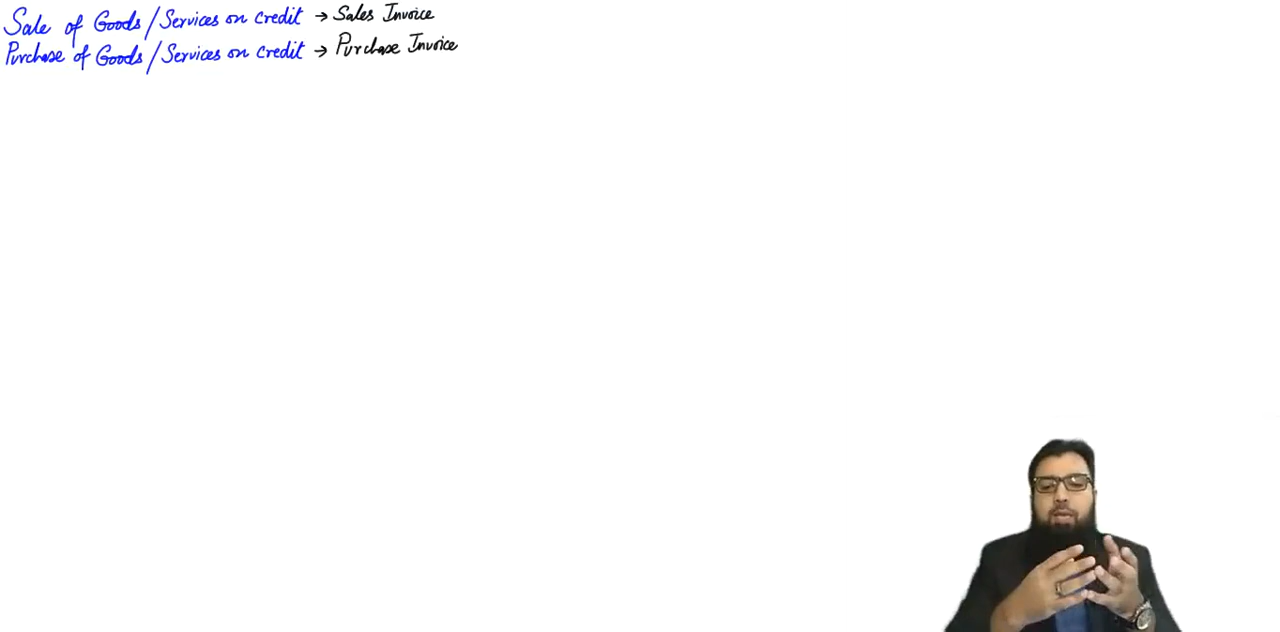 Sale of Goods/Services on credit → Sales Invoice
Purchase of Goods/Services on credit → Purchase Invoice